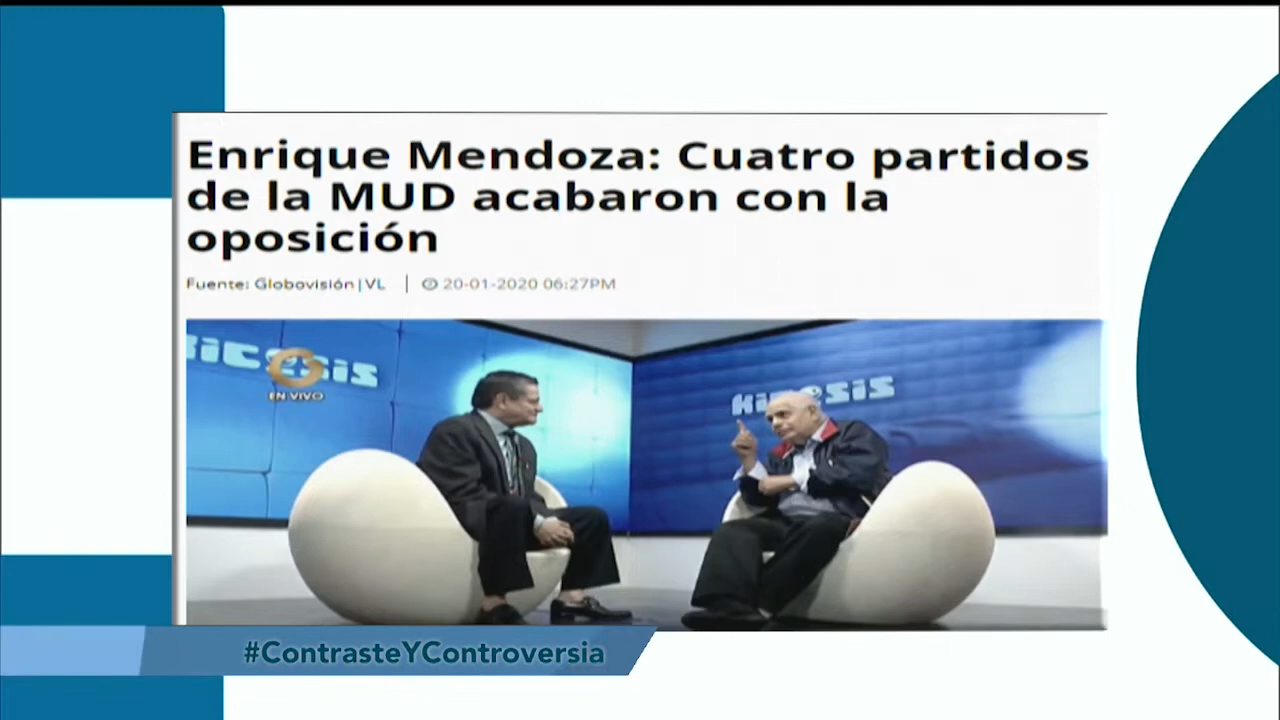 Enrique Mendoza: Cuatro partidos
de la MUD acabaron con la
oposición
Fuente: Globovisión|VL | 20-01-2020 06:27PM
EN VIVO
kinesis
#ContrasteYControversia